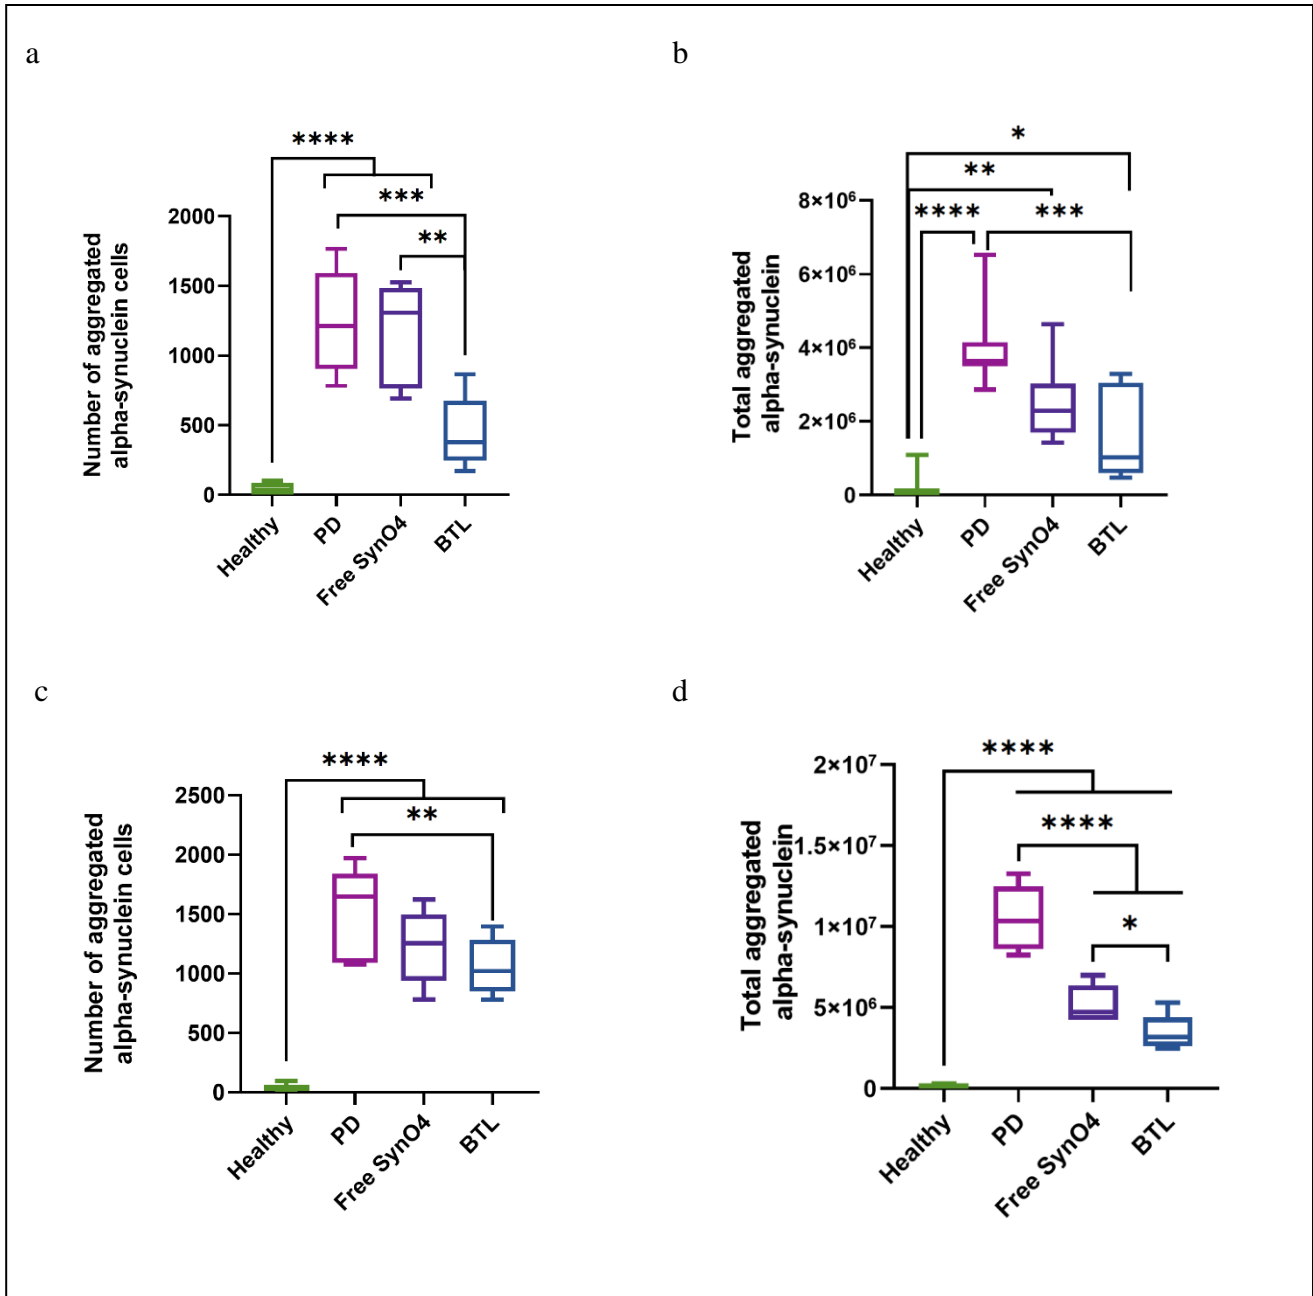 a
****
***
**
2000
1500
1000
500
0
Number of aggregated
alpha-synuclein cells
Healthy
PD
Free SynO4
BTL
b
*
**
**** ***
8×10⁶
6×10⁶
4×10⁶
2×10⁶
0
Total aggregated
alpha-synuclein
Healthy
PD
Free SynO4
BTL
c
****
**
2500
2000
1500
1000
500
0
Number of aggregated
alpha-synuclein cells
Healthy
PD
Free SynO4
BTL
d
****
****
*
2×10⁷
1.5×10⁷
1×10⁷
5×10⁶
0
Total aggregated
alpha-synuclein
Healthy
PD
Free SynO4
BTL